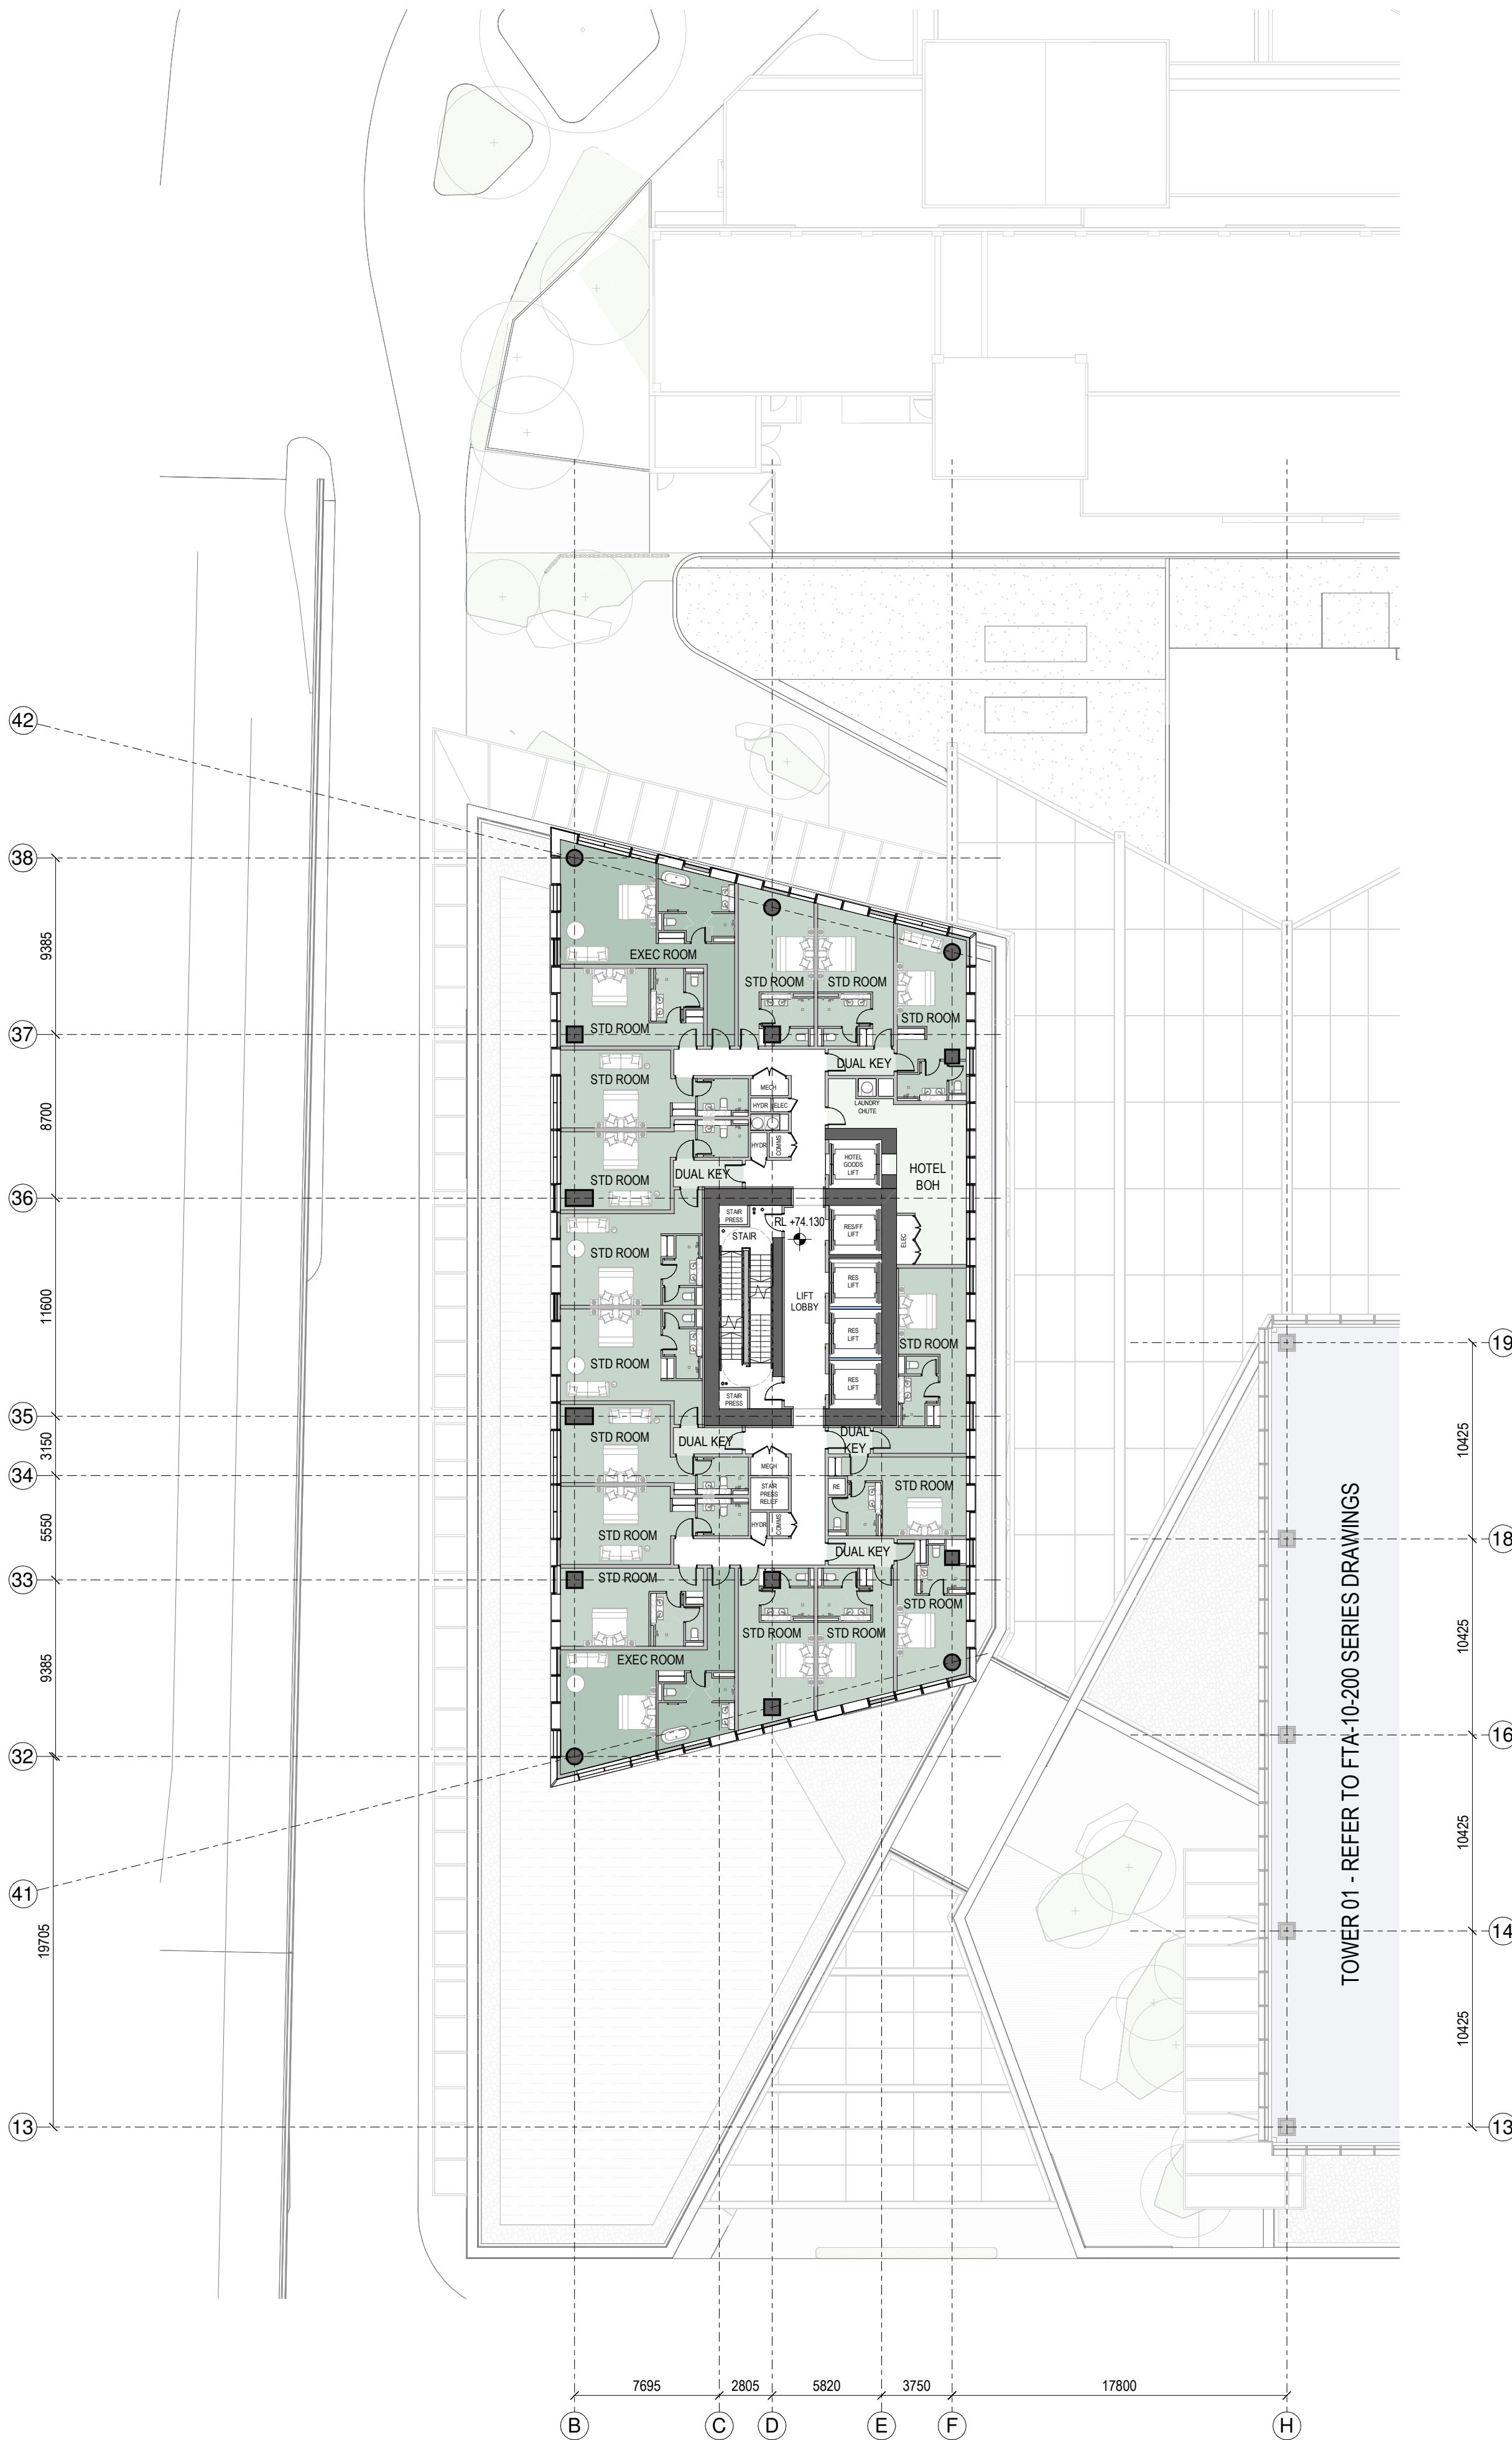 42
38
9385
EXEC ROOM
STD ROOM
STD ROOM
STD ROOM
STD ROOM
37
STD ROOM
DUAL KEY
8700
MECH
HYDR
ELEC
LAUNDRY
CHUTE
HYDR
COMMS
STD ROOM
DUAL KEY
HOTEL
GOODS
LIFT
HOTEL
BOH
36
STAIR
PRESS
RL +74.130
STAIR
RES/FF
LIFT
ELEC
STD ROOM
11600
RES
LIFT
LIFT
LOBBY
RES
LIFT
STD ROOM
STD ROOM
RES
LIFT
STAIR
PRESS
19
35
STD ROOM
DUAL KEY
DUAL
KEY
3150
10425
34
MECH
STAIR
PRESS
RELIEF
RE
STD ROOM
5550
HYDR
COMMS
STD ROOM
DUAL KEY
18
33
STD ROOM
STD ROOM
STD ROOM
STD ROOM
EXEC ROOM
9385
10425
16
32
TOWER 01 - REFER TO FTA-10-200 SERIES DRAWINGS
10425
41
14
19705
10425
13
13
7695
2805
5820
3750
17800
B
C
D
E
F
H